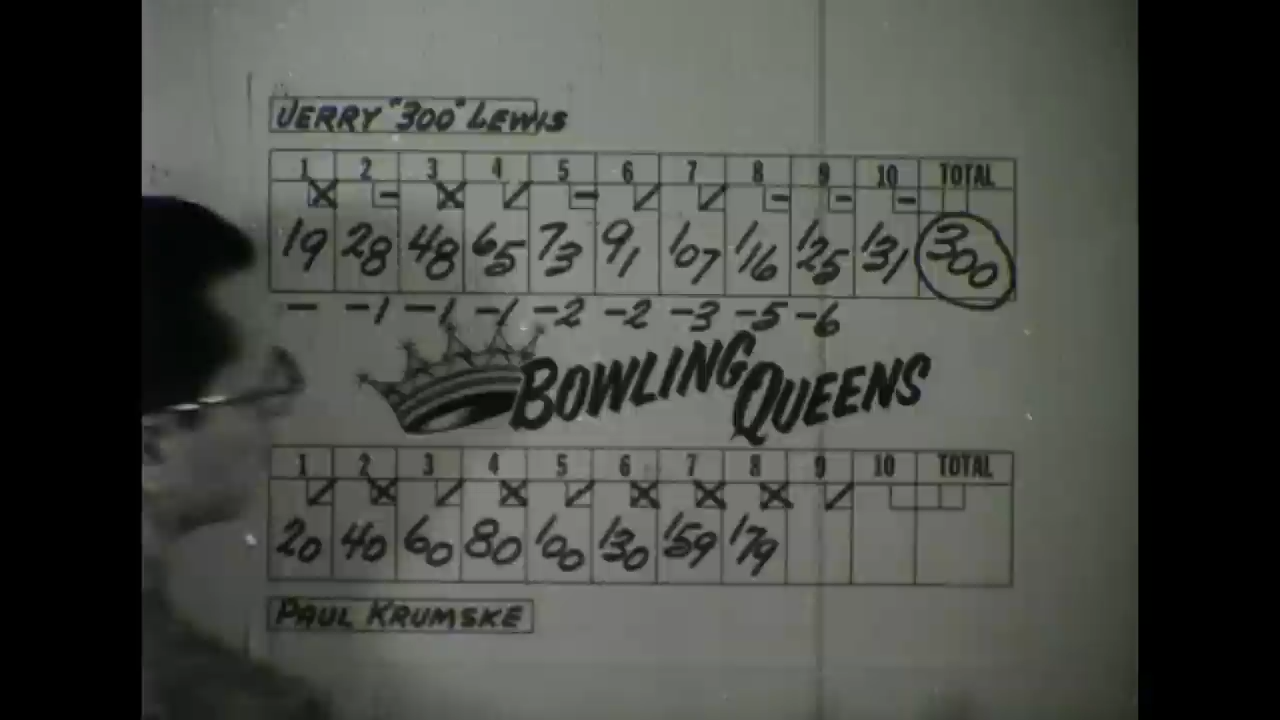 JERRY "300" LEWIS
1 2 3 4 5 6 7 8 9 10 TOTAL
X - X / - / / - - -
19 28 48 65 73 91 107 116 125 131 300
- -1 -1 -1 -2 -2 -3 -5 -6
BOWLING QUEENS
1 2 3 4 5 6 7 8 9 10 TOTAL
/ X / X / X X X /
20 40 60 80 100 130 159 179
PAUL KRUMSKE